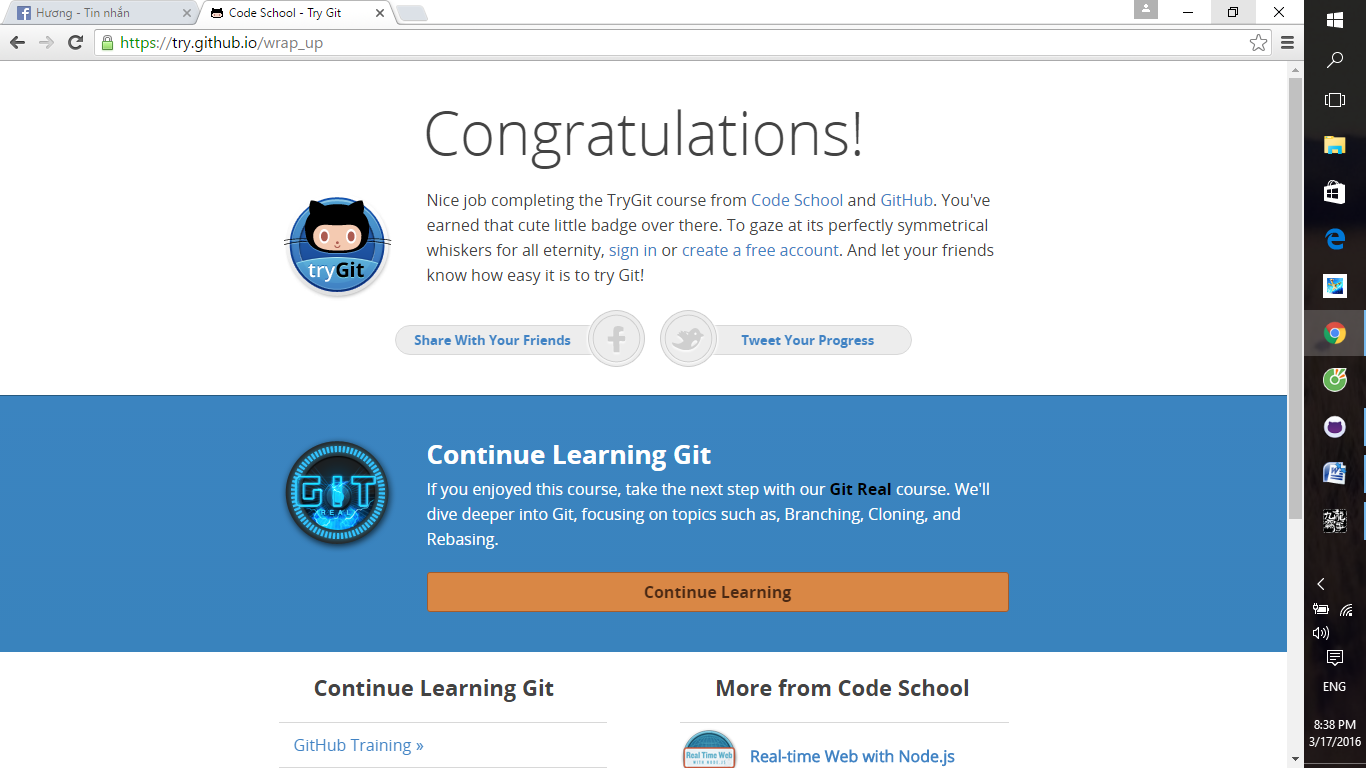 Hương - Tin nhắn
Code School - Try Git
https://try.github.io/wrap_up
Congratulations!
Nice job completing the TryGit course from Code School and GitHub. You've
earned that cute little badge over there. To gaze at its perfectly symmetrical
whiskers for all eternity, sign in or create a free account. And let your friends
know how easy it is to try Git!
tryGit
Share With Your Friends
Tweet Your Progress
Continue Learning Git
If you enjoyed this course, take the next step with our Git Real course. We'll
dive deeper into Git, focusing on topics such as, Branching, Cloning, and
Rebasing.
GIT
REAL
Continue Learning
Continue Learning Git
GitHub Training »
More from Code School
Real Time Web
WITH NODE.JS
Real-time Web with Node.js
ENG
8:38 PM
3/17/2016